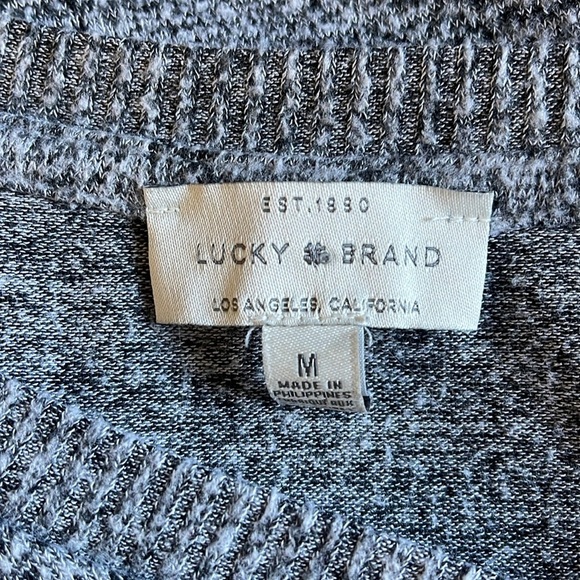 EST.1990
LUCKY BRAND
LOS ANGELES, CALIFORNIA
M
MADE IN
PHILIPPINES